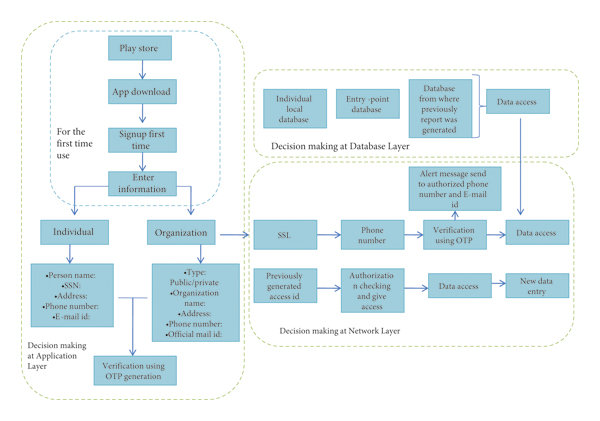 Play store
App download
Signup first
time
For the
first time
use
Enter
information
Individual
Organization
•Person name:
•SSN:
•Address:
•Phone number:
•E-mail id:
•Type:
Public/private
•Organization
name:
•Address:
•Phone number:
•Official mail id:
Decision making
at Application
Layer
Verification using
OTP generation
Individual
local
database
Entry -point
database
Database
from where
previously
report was
generated
Data access
Decision making at Database Layer
Alert message send
to authorized phone
number and E-mail
id
SSL
Phone
number
Verification
using OTP
Data access
Previously
generated
access id
Authorizatio
n checking
and give
access
Data access
New data
entry
Decision making at Network Layer